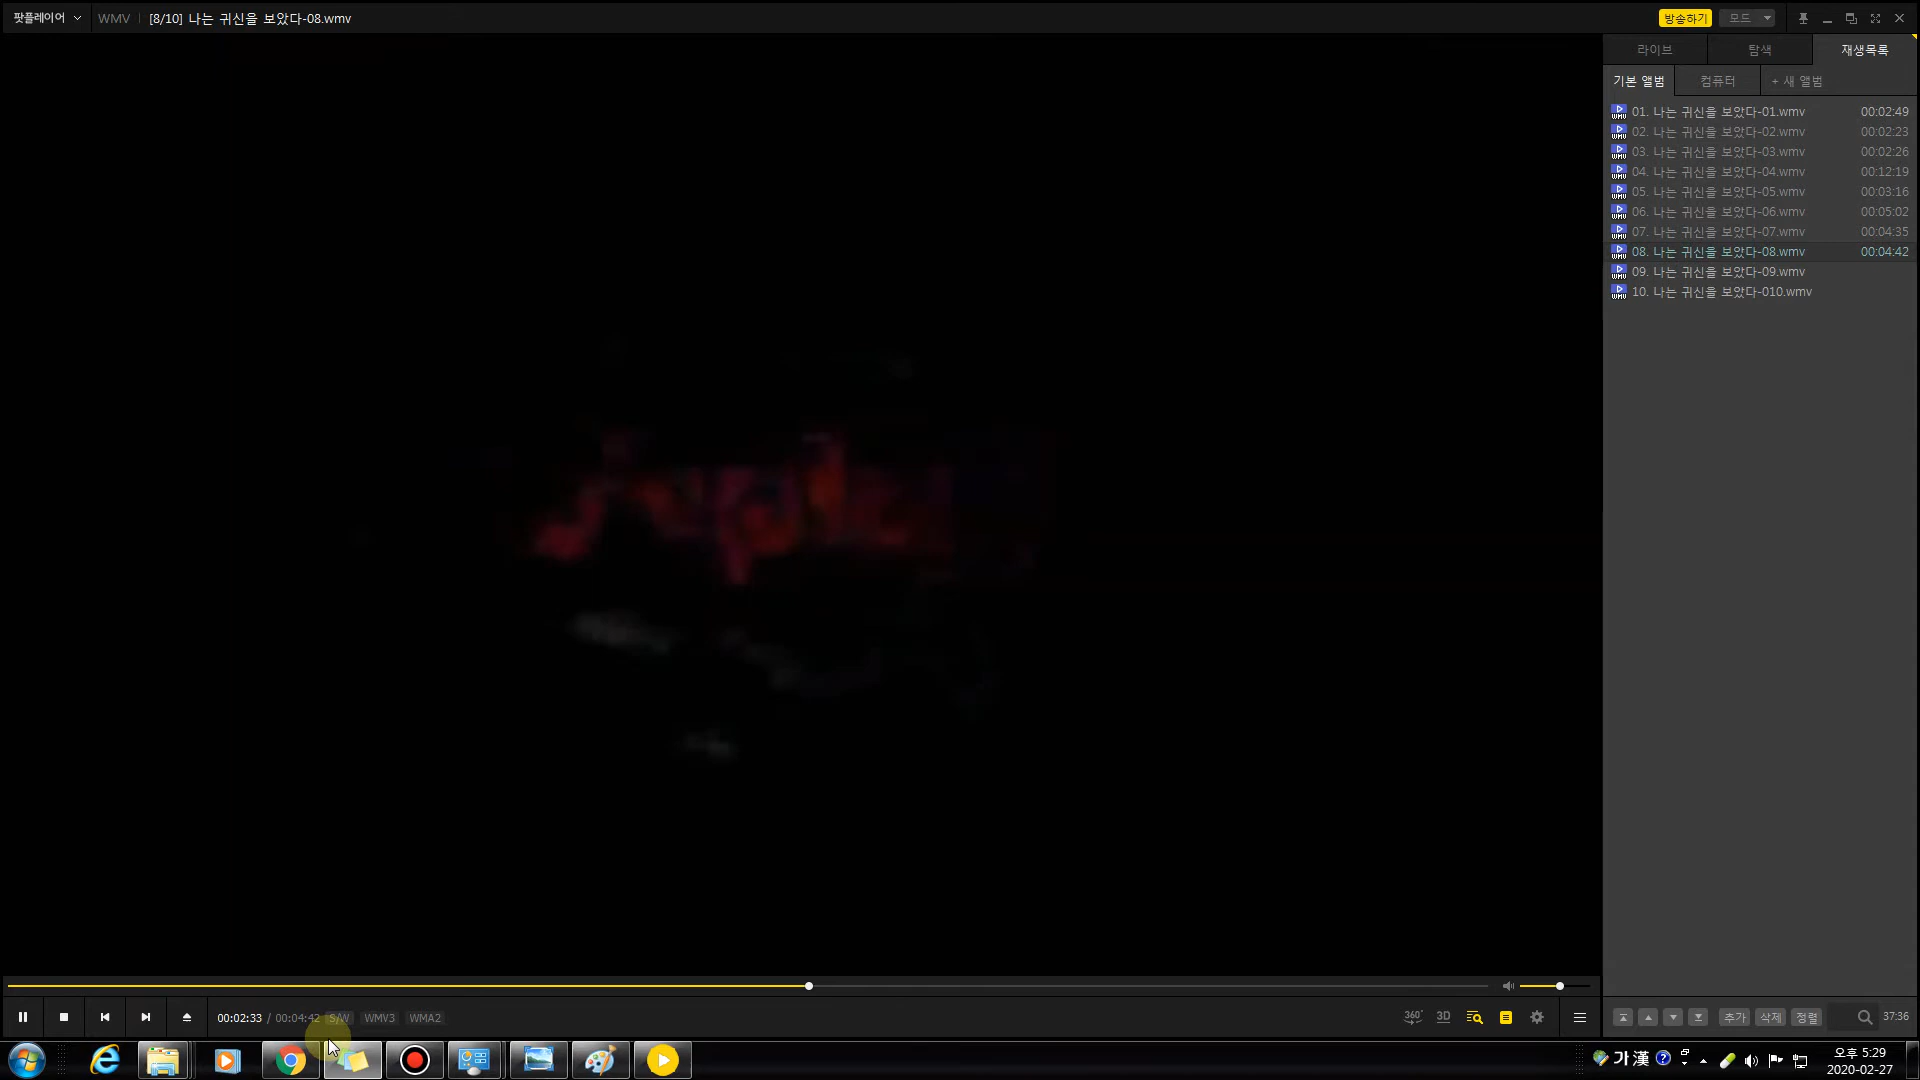 팟플레이어 WMV [8/10] 나는 귀신을 보았다-08.wmv 방송하기 모드
라이브 탐색 재생목록
기본 앨범 컴퓨터 + 새 앨범
01. 나는 귀신을 보았다-01.wmv 00:02:49
02. 나는 귀신을 보았다-02.wmv 00:02:23
03. 나는 귀신을 보았다-03.wmv 00:02:26
04. 나는 귀신을 보았다-04.wmv 00:12:19
05. 나는 귀신을 보았다-05.wmv 00:03:16
06. 나는 귀신을 보았다-06.wmv 00:05:02
07. 나는 귀신을 보았다-07.wmv 00:04:35
08. 나는 귀신을 보았다-08.wmv 00:04:42
09. 나는 귀신을 보았다-09.wmv
10. 나는 귀신을 보았다-010.wmv
00:02:33 / 00:04:42 S/W WMV3 WMA2 360° 3D 추가 삭제 정렬 37:36
가 漢 오후 5:29
2020-02-27